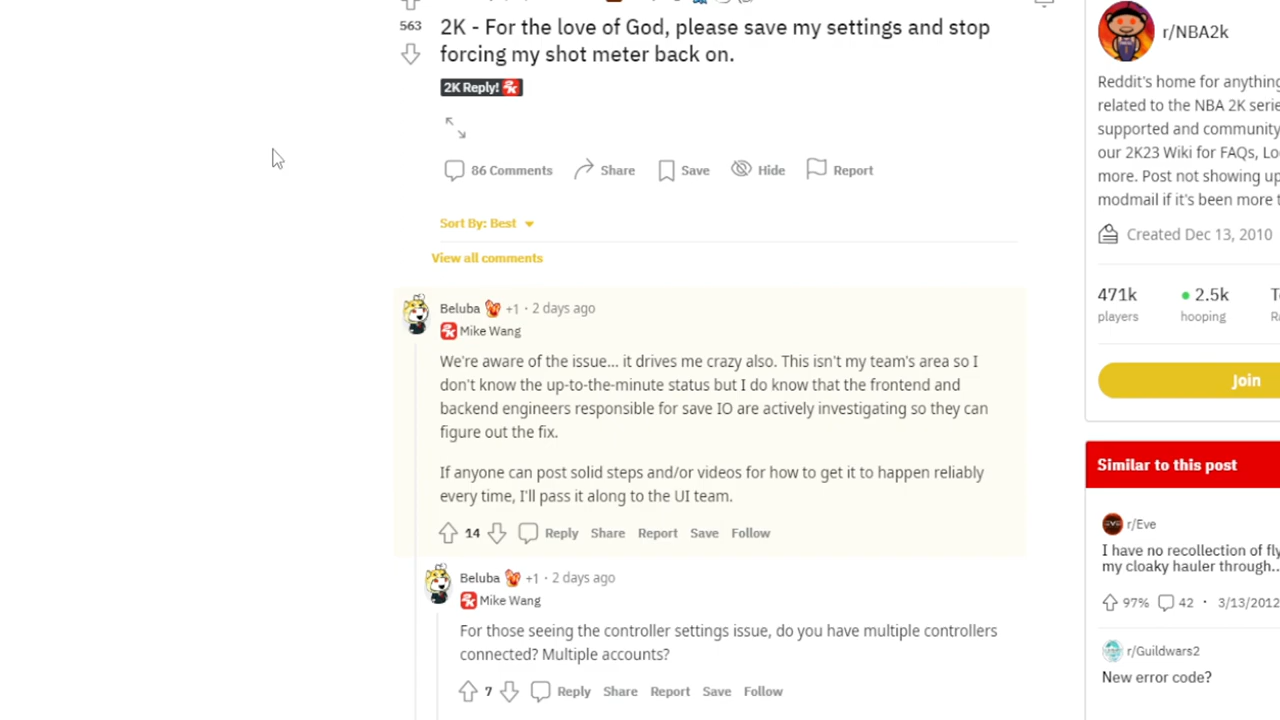 563
2K - For the love of God, please save my settings and stop
forcing my shot meter back on.
2K Reply!
86 Comments Share Save Hide Report
Sort By: Best
View all comments
Beluba +1 · 2 days ago
Mike Wang
We're aware of the issue... it drives me crazy also. This isn't my team's area so I
don't know the up-to-the-minute status but I do know that the frontend and
backend engineers responsible for save IO are actively investigating so they can
figure out the fix.
If anyone can post solid steps and/or videos for how to get it to happen reliably
every time, I'll pass it along to the UI team.
14 Reply Share Report Save Follow
Beluba +1 · 2 days ago
Mike Wang
For those seeing the controller settings issue, do you have multiple controllers
connected? Multiple accounts?
7 Reply Share Report Save Follow
r/NBA2k
Reddit's home for anything
related to the NBA 2K serie
supported and community
our 2K23 Wiki for FAQs, Lo
more. Post not showing up
modmail if it's been more t
Created Dec 13, 2010
471k 2.5k
players hooping
Join
Similar to this post
r/Eve
I have no recollection of fly
my cloaky hauler through..
97% 42 · 3/13/2012
r/Guildwars2
New error code?